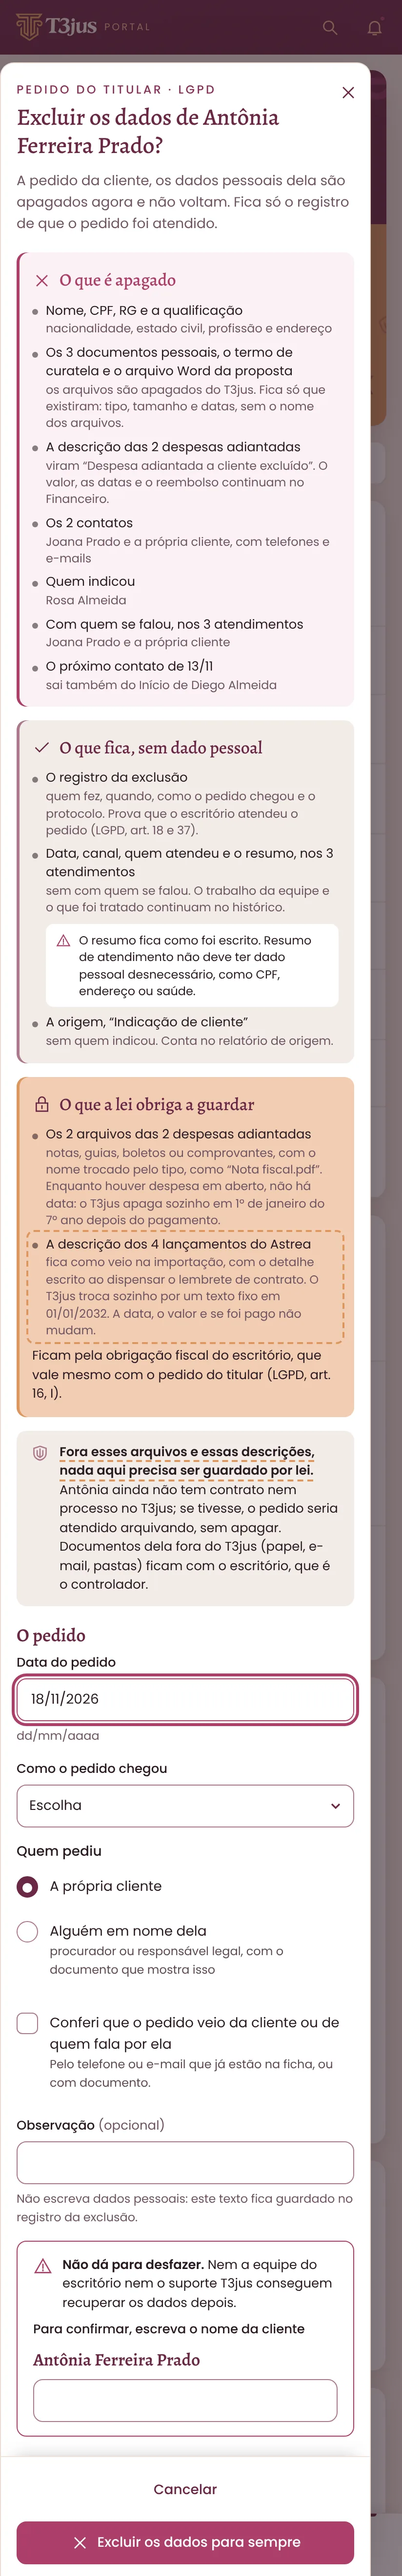 T3jus PORTAL
PEDIDO DO TITULAR · LGPD
Excluir os dados de Antônia
Ferreira Prado?
A pedido da cliente, os dados pessoais dela são
apagados agora e não voltam. Fica só o registro
de que o pedido foi atendido.
O que é apagado
Nome, CPF, RG e a qualificação
nacionalidade, estado civil, profissão e endereço
Os 3 documentos pessoais, o termo de
curatela e o arquivo Word da proposta
os arquivos são apagados do T3jus. Fica só que
existiram: tipo, tamanho e datas, sem o nome
dos arquivos.
A descrição das 2 despesas adiantadas
viram “Despesa adiantada a cliente excluído”. O
valor, as datas e o reembolso continuam no
Financeiro.
Os 2 contatos
Joana Prado e a própria cliente, com telefones e
e-mails
Quem indicou
Rosa Almeida
Com quem se falou, nos 3 atendimentos
Joana Prado e a própria cliente
O próximo contato de 13/11
sai também do Início de Diego Almeida
O que fica, sem dado pessoal
O registro da exclusão
quem fez, quando, como o pedido chegou e o
protocolo. Prova que o escritório atendeu o
pedido (LGPD, art. 18 e 37).
Data, canal, quem atendeu e o resumo, nos 3
atendimentos
sem com quem se falou. O trabalho da equipe e
o que foi tratado continuam no histórico.
O resumo fica como foi escrito. Resumo
de atendimento não deve ter dado
pessoal desnecessário, como CPF,
endereço ou saúde.
A origem, “Indicação de cliente”
sem quem indicou. Conta no relatório de origem.
O que a lei obriga a guardar
Os 2 arquivos das 2 despesas adiantadas
notas, guias, boletos ou comprovantes, com o
nome trocado pelo tipo, como “Nota fiscal.pdf”.
Enquanto houver despesa em aberto, não há
data: o T3jus apaga sozinho em 1º de janeiro do
7º ano depois do pagamento.
A descrição dos 4 lançamentos do Astrea
fica como veio na importação, com o detalhe
escrito ao dispensar o lembrete de contrato. O
T3jus troca sozinho por um texto fixo em
01/01/2032. A data, o valor e se foi pago não
mudam.
Ficam pela obrigação fiscal do escritório, que
vale mesmo com o pedido do titular (LGPD, art.
16, I).
Fora esses arquivos e essas descrições,
nada aqui precisa ser guardado por lei.
Antônia ainda não tem contrato nem
processo no T3jus; se tivesse, o pedido seria
atendido arquivando, sem apagar.
Documentos dela fora do T3jus (papel, e-
mail, pastas) ficam com o escritório, que é
o controlador.
O pedido
Data do pedido
18/11/2026
dd/mm/aaaa
Como o pedido chegou
Escolha
Quem pediu
A própria cliente
Alguém em nome dela
procurador ou responsável legal, com o
documento que mostra isso
Conferi que o pedido veio da cliente ou de
quem fala por ela
Pelo telefone ou e-mail que já estão na ficha, ou
com documento.
Observação (opcional)
Não escreva dados pessoais: este texto fica guardado no
registro da exclusão.
Não dá para desfazer. Nem a equipe do
escritório nem o suporte T3jus conseguem
recuperar os dados depois.
Para confirmar, escreva o nome da cliente
Antônia Ferreira Prado
Cancelar
Excluir os dados para sempre